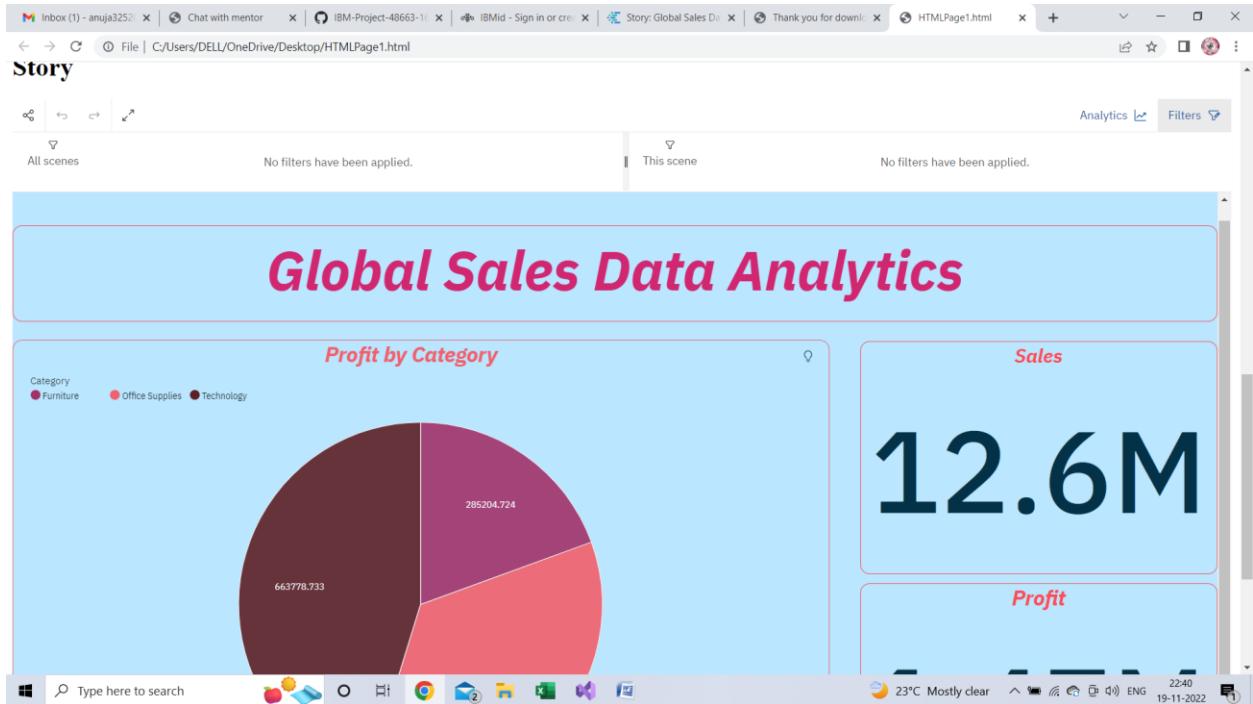 Inbox (1) - anuja3252
Chat with mentor
IBM-Project-48663-1
IBMid - Sign in or cre
Story: Global Sales Da
Thank you for downlo
HTMLPage1.html
File | C:/Users/DELL/OneDrive/Desktop/HTMLPage1.html
Story
Analytics
Filters
All scenes
No filters have been applied.
This scene
No filters have been applied.
Global Sales Data Analytics
Profit by Category
Category
Furniture
Office Supplies
Technology
285204.724
663778.733
Sales
12.6M
Profit
Type here to search
2
23°C Mostly clear
ENG
22:40
19-11-2022
1